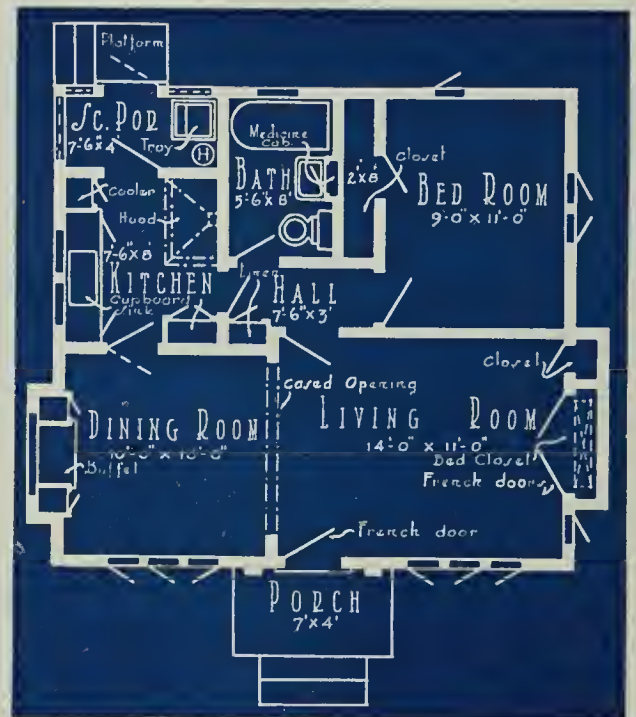 Platform
Sc. Por
7'-6"x4'
Tray
H
Medicine
Cab.
Bath
5'-6"x8'
2'x8'
Closet
Bed Room
9'-0"x11'-0"
Cooler
Hood
7'-6"x8'
Kitchen
Cupboard
Sink
Linen
Hall
7'-6"x3'
Closet
Cased Opening
Dining Room
Living Room
14'-0" x 11'-0"
Buffet
Bed Closet
French doors
French door
Porch
7'x4'